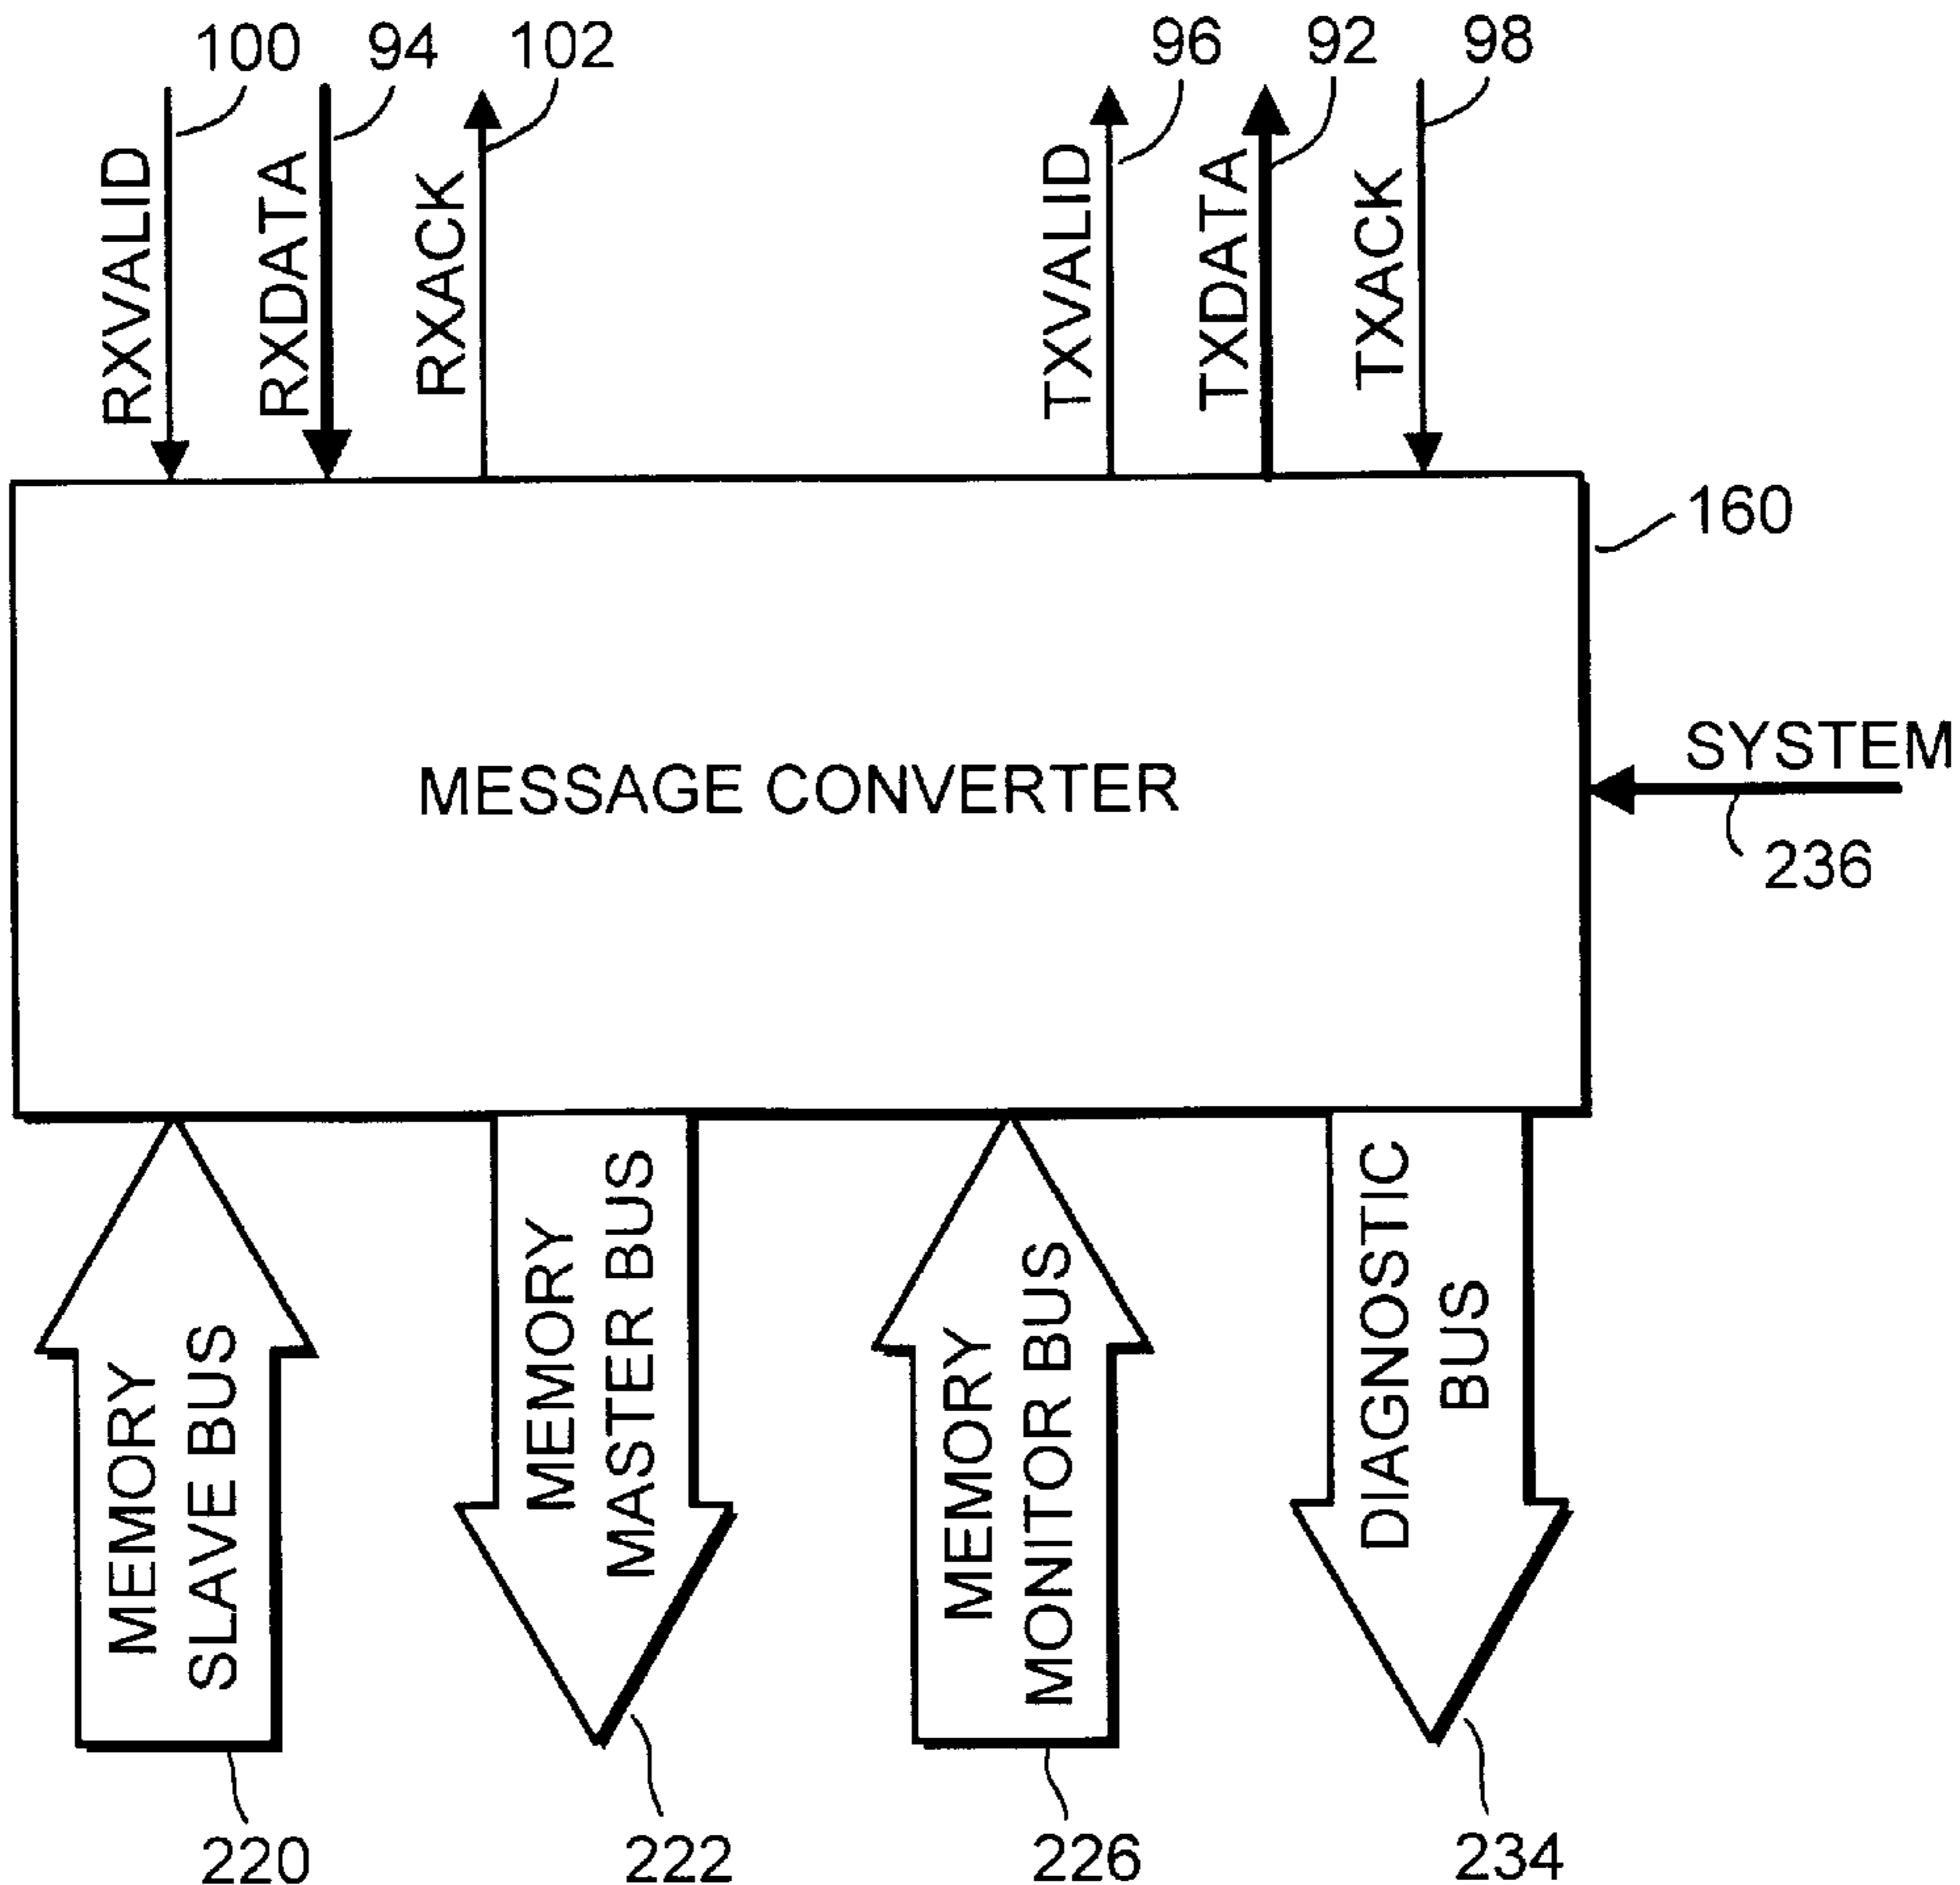 100
94
102
96
92
98
RXVALID
RXDATA
RXACK
TXVALID
TXDATA
TXACK
160
MESSAGE CONVERTER
SYSTEM
236
MEMORY
SLAVE BUS
MEMORY
MASTER BUS
MEMORY
MONITOR BUS
DIAGNOSTIC
BUS
220
222
226
234